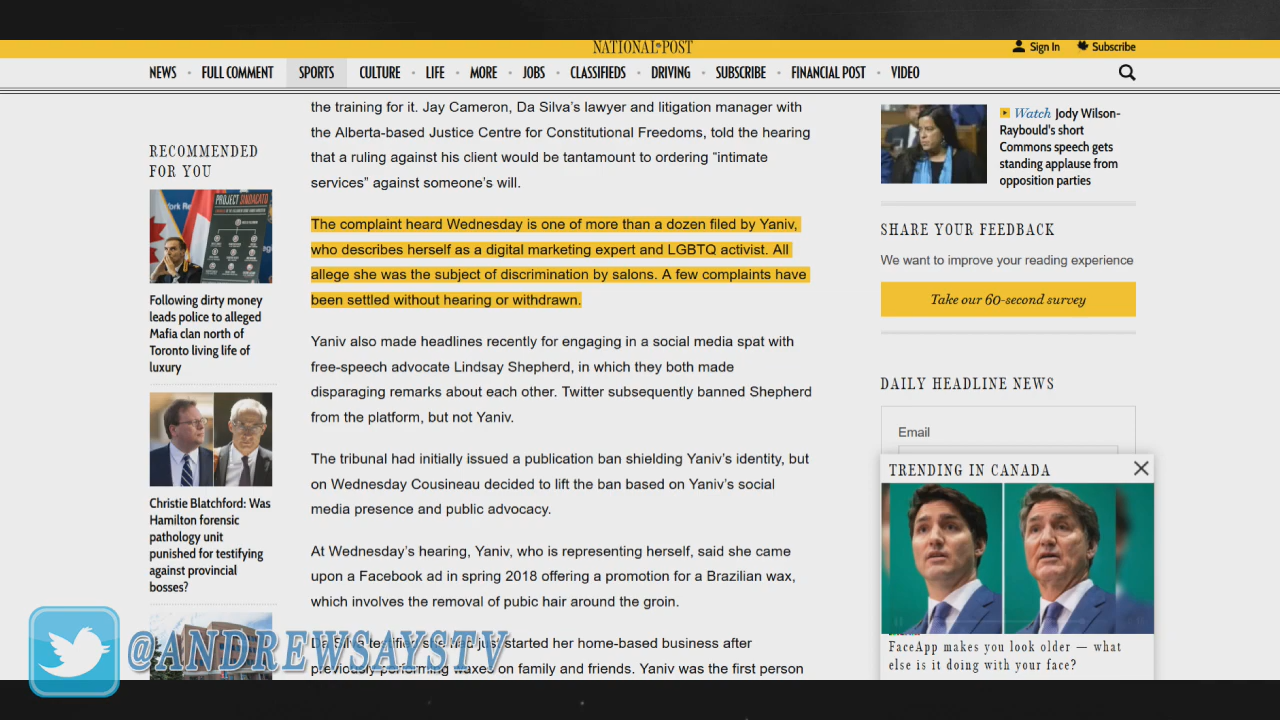 NATIONAL POST
Sign In
Subscribe
NEWS
FULL COMMENT
SPORTS
CULTURE
LIFE
MORE
JOBS
CLASSIFIEDS
DRIVING
SUBSCRIBE
FINANCIAL POST
VIDEO
RECOMMENDED
FOR YOU
PROJECT SINDACATO
Following dirty money
leads police to alleged
Mafia clan north of
Toronto living life of
luxury
Christie Blatchford: Was
Hamilton forensic
pathology unit
punished for testifying
against provincial
bosses?
the training for it. Jay Cameron, Da Silva's lawyer and litigation manager with
the Alberta-based Justice Centre for Constitutional Freedoms, told the hearing
that a ruling against his client would be tantamount to ordering “intimate
services” against someone's will.
The complaint heard Wednesday is one of more than a dozen filed by Yaniv,
who describes herself as a digital marketing expert and LGBTQ activist. All
allege she was the subject of discrimination by salons. A few complaints have
been settled without hearing or withdrawn.
Yaniv also made headlines recently for engaging in a social media spat with
free-speech advocate Lindsay Shepherd, in which they both made
disparaging remarks about each other. Twitter subsequently banned Shepherd
from the platform, but not Yaniv.
The tribunal had initially issued a publication ban shielding Yaniv's identity, but
on Wednesday Cousineau decided to lift the ban based on Yaniv's social
media presence and public advocacy.
At Wednesday's hearing, Yaniv, who is representing herself, said she came
upon a Facebook ad in spring 2018 offering a promotion for a Brazilian wax,
which involves the removal of pubic hair around the groin.
Da Silva testified she had just started her home-based business after
previously performing waxes on family and friends. Yaniv was the first person
Watch Jody Wilson-
Raybould's short
Commons speech gets
standing applause from
opposition parties
SHARE YOUR FEEDBACK
We want to improve your reading experience
Take our 60-second survey
DAILY HEADLINE NEWS
Email
TRENDING IN CANADA
FaceApp makes you look older — what
else is it doing with your face?
@ANDREWSAYSTV